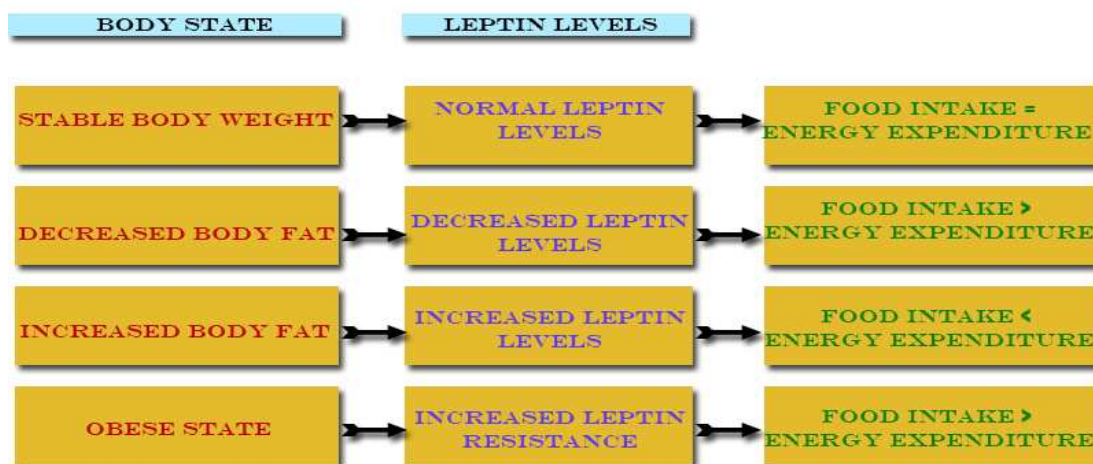 BODY STATE
LEPTIN LEVELS
STABLE BODY WEIGHT
NORMAL LEPTIN
LEVELS
FOOD INTAKE =
ENERGY EXPENDITURE
DECREASED BODY FAT
DECREASED LEPTIN
LEVELS
FOOD INTAKE >
ENERGY EXPENDITURE
INCREASED BODY FAT
INCREASED LEPTIN
LEVELS
FOOD INTAKE <
ENERGY EXPENDITURE
OBESE STATE
INCREASED LEPTIN
RESISTANCE
FOOD INTAKE >
ENERGY EXPENDITURE